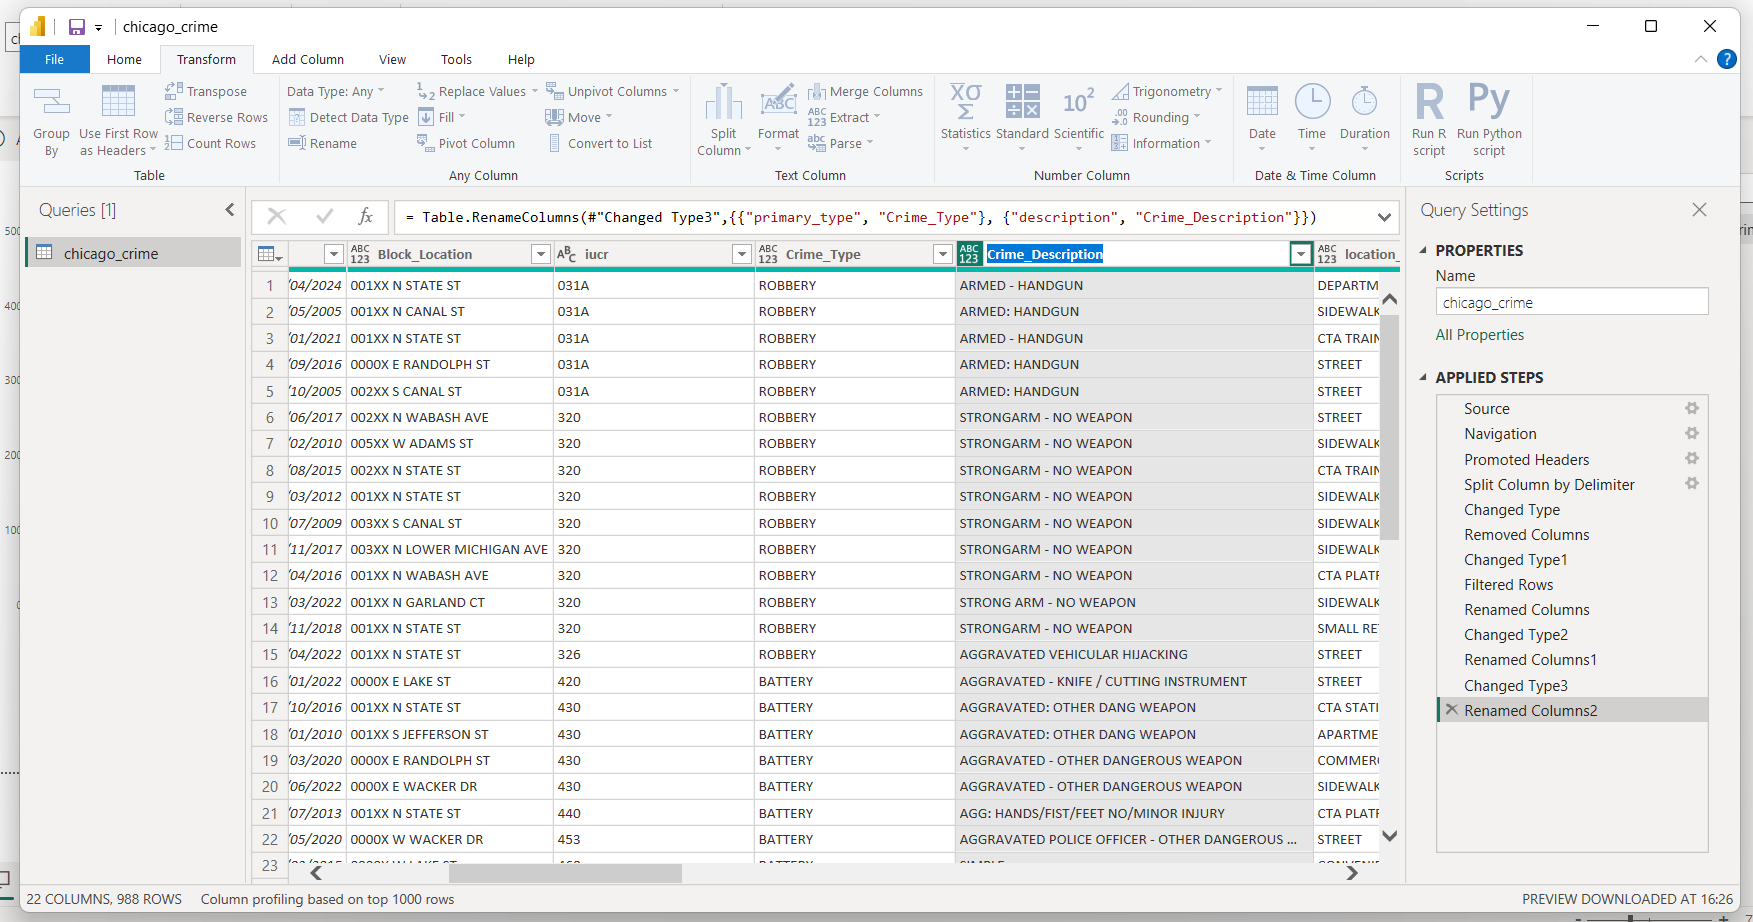 chicago_crime
File Home Transform Add Column View Tools Help
Group By
Use First Row as Headers
Transpose
Reverse Rows
Count Rows
Table
Data Type: Any
Detect Data Type
Rename
Replace Values
Fill
Pivot Column
Unpivot Columns
Move
Convert to List
Any Column
Split Column
Format
Merge Columns
Extract
Parse
Text Column
Statistics
Standard
Scientific
Trigonometry
Rounding
Information
Number Column
Date
Time
Duration
Date & Time Column
Run R script
Run Python script
Scripts
Queries [1]
chicago_crime
= Table.RenameColumns(#"Changed Type3",{{"primary_type", "Crime_Type"}, {"description", "Crime_Description"}})
Block_Location iucr Crime_Type Crime_Description location_
1 /04/2024 001XX N STATE ST 031A ROBBERY ARMED - HANDGUN DEPARTM
2 /05/2005 001XX N CANAL ST 031A ROBBERY ARMED: HANDGUN SIDEWALK
3 /01/2021 001XX N STATE ST 031A ROBBERY ARMED - HANDGUN CTA TRAIN
4 /09/2016 0000X E RANDOLPH ST 031A ROBBERY ARMED: HANDGUN STREET
5 /10/2005 002XX S CANAL ST 031A ROBBERY ARMED: HANDGUN STREET
6 /06/2017 002XX N WABASH AVE 320 ROBBERY STRONGARM - NO WEAPON STREET
7 /02/2010 005XX W ADAMS ST 320 ROBBERY STRONGARM - NO WEAPON SIDEWALK
8 /08/2015 002XX N STATE ST 320 ROBBERY STRONGARM - NO WEAPON CTA TRAIN
9 /03/2012 001XX N STATE ST 320 ROBBERY STRONGARM - NO WEAPON SIDEWALK
10 /07/2009 003XX S CANAL ST 320 ROBBERY STRONGARM - NO WEAPON SIDEWALK
11 /11/2017 003XX N LOWER MICHIGAN AVE 320 ROBBERY STRONGARM - NO WEAPON SIDEWALK
12 /04/2016 001XX N WABASH AVE 320 ROBBERY STRONGARM - NO WEAPON CTA PLATF
13 /03/2022 001XX N GARLAND CT 320 ROBBERY STRONG ARM - NO WEAPON SIDEWALK
14 /11/2018 001XX N STATE ST 320 ROBBERY STRONGARM - NO WEAPON SMALL RE
15 /04/2022 001XX N STATE ST 326 ROBBERY AGGRAVATED VEHICULAR HIJACKING STREET
16 /01/2022 0000X E LAKE ST 420 BATTERY AGGRAVATED - KNIFE / CUTTING INSTRUMENT STREET
17 /10/2016 001XX N STATE ST 430 BATTERY AGGRAVATED: OTHER DANG WEAPON CTA STATI
18 /01/2010 001XX S JEFFERSON ST 430 BATTERY AGGRAVATED: OTHER DANG WEAPON APARTME
19 /03/2020 0000X E RANDOLPH ST 430 BATTERY AGGRAVATED - OTHER DANGEROUS WEAPON COMMERC
20 /06/2022 0000X E WACKER DR 430 BATTERY AGGRAVATED - OTHER DANGEROUS WEAPON SIDEWALK
21 /07/2013 001XX N STATE ST 440 BATTERY AGG: HANDS/FIST/FEET NO/MINOR INJURY CTA PLATF
22 /05/2020 0000X W WACKER DR 453 BATTERY AGGRAVATED POLICE OFFICER - OTHER DANGEROUS ... STREET
23
Query Settings
PROPERTIES
Name
chicago_crime
All Properties
APPLIED STEPS
Source
Navigation
Promoted Headers
Split Column by Delimiter
Changed Type
Removed Columns
Changed Type1
Filtered Rows
Renamed Columns
Changed Type2
Renamed Columns1
Changed Type3
Renamed Columns2
22 COLUMNS, 988 ROWS Column profiling based on top 1000 rows
PREVIEW DOWNLOADED AT 16:26